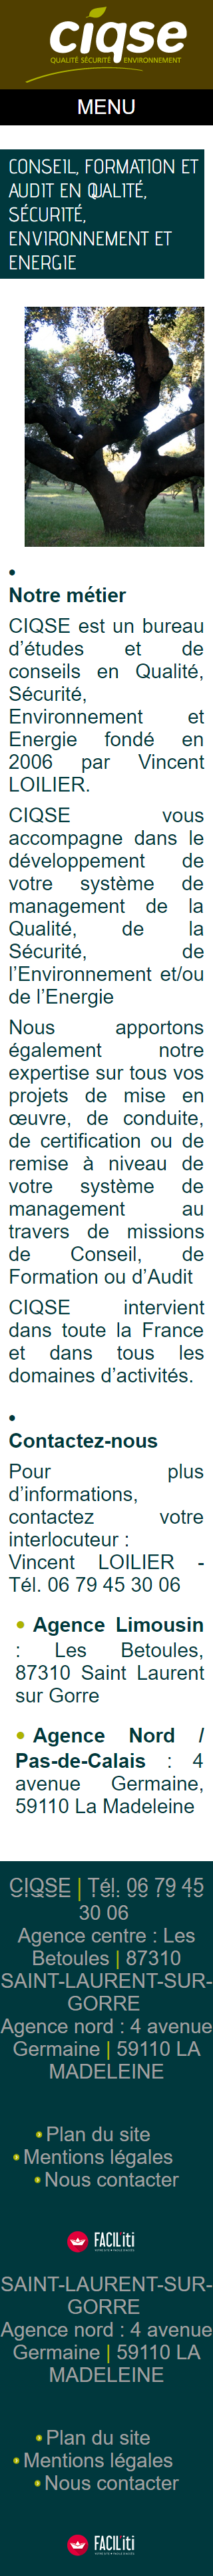 ciqse
QUALITÉ SÉCURITÉ ENVIRONNEMENT
MENU
CONSEIL, FORMATION ET
AUDIT EN QUALITÉ,
SÉCURITÉ,
ENVIRONNEMENT ET
ENERGIE
•
Notre métier
CIQSE est un bureau
d’études et de
conseils en Qualité,
Sécurité,
Environnement et
Energie fondé en
2006 par Vincent
LOILIER.
CIQSE vous
accompagne dans le
développement de
votre système de
management de la
Qualité, de la
Sécurité, de
l’Environnement et/ou
de l’Energie
Nous apportons
également notre
expertise sur tous vos
projets de mise en
œuvre, de conduite,
de certification ou de
remise à niveau de
votre système de
management au
travers de missions
de Conseil, de
Formation ou d’Audit
CIQSE intervient
dans toute la France
et dans tous les
domaines d’activités.
•
Contactez-nous
Pour plus
d’informations,
contactez votre
interlocuteur :
Vincent LOILIER -
Tél. 06 79 45 30 06
• Agence Limousin
: Les Betoules,
87310 Saint Laurent
sur Gorre
• Agence Nord /
Pas-de-Calais : 4
avenue Germaine,
59110 La Madeleine
CIQSE | Tél. 06 79 45
30 06
Agence centre : Les
Betoules | 87310
SAINT-LAURENT-SUR-
GORRE
Agence nord : 4 avenue
Germaine | 59110 LA
MADELEINE
Plan du site
Mentions légales
Nous contacter
FACIL'iti
SAINT-LAURENT-SUR-
GORRE
Agence nord : 4 avenue
Germaine | 59110 LA
MADELEINE
Plan du site
Mentions légales
Nous contacter
FACIL'iti